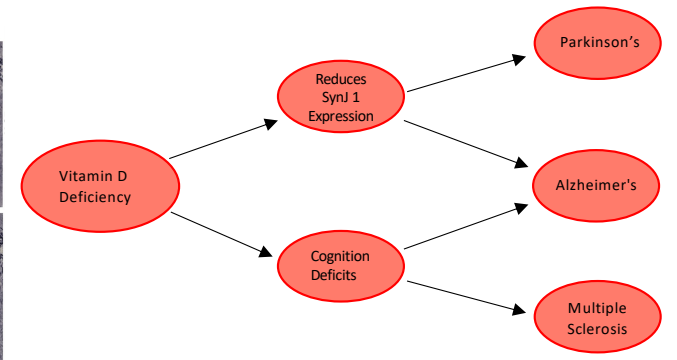 Vitamin D
Deficiency
Reduces
SynJ 1
Expression
Cognition
Deficits
Parkinson’s
Alzheimer's
Multiple
Sclerosis